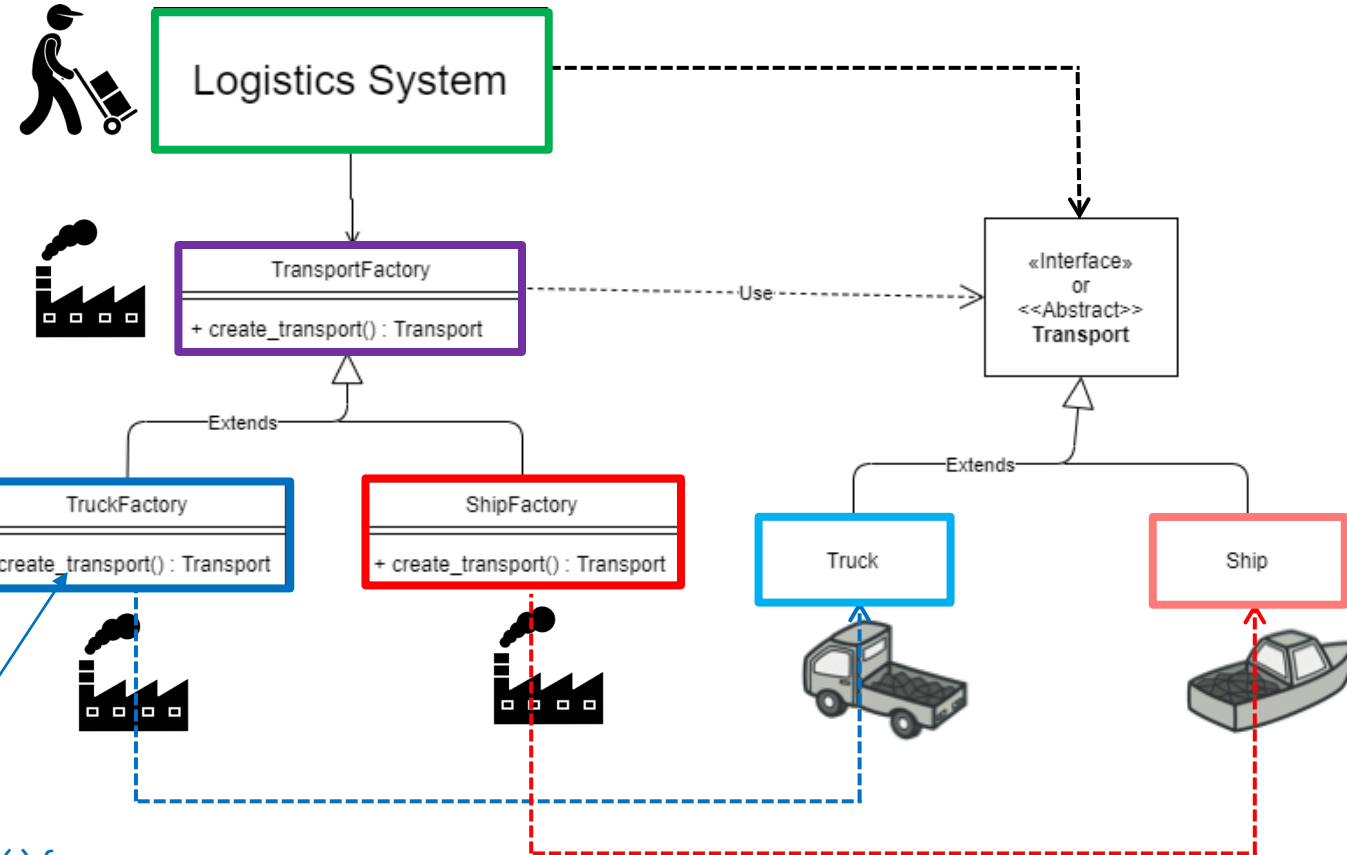 Logistics System
TransportFactory
+ create_transport() : Transport
Use
«Interface»
or
<<Abstract>>
Transport
Extends
Extends
TruckFactory
create_transport() : Transport
ShipFactory
+ create_transport() : Transport
Truck
Ship
() {